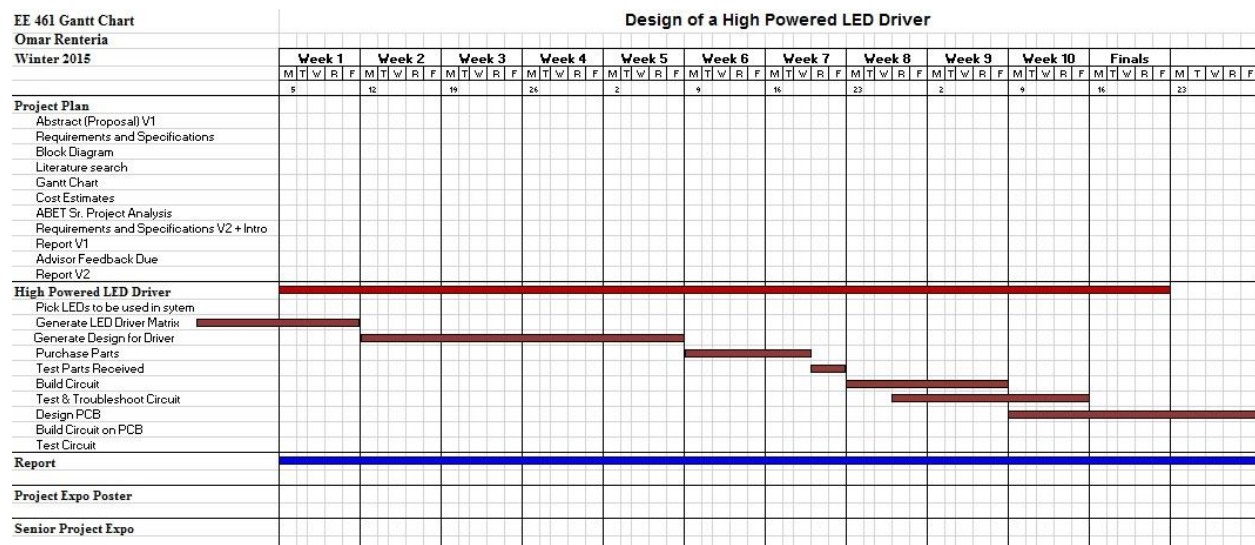 EE 461 Gantt Chart Design of a High Powered LED Driver
Omar Renteria
Winter 2015 Week 1 Week 2 Week 3 Week 4 Week 5 Week 6 Week 7 Week 8 Week 9 Week 10 Finals
M T W R F M T W R F M T W R F M T W R F M T W R F M T W R F M T W R F M T W R F M T W R F M T W R F M T W R F M T W R F
5 12 19 26 2 9 16 23 2 9 16 23
Project Plan
Abstract (Proposal) V1
Requirements and Specifications
Block Diagram
Literature search
Gantt Chart
Cost Estimates
ABET Sr. Project Analysis
Requirements and Specifications V2 + Intro
Report V1
Advisor Feedback Due
Report V2
High Powered LED Driver
Pick LEDs to be used in sytem
Generate LED Driver Matrix
Generate Design for Driver
Purchase Parts
Test Parts Received
Build Circuit
Test & Troubleshoot Circuit
Design PCB
Build Circuit on PCB
Test Circuit
Report
Project Expo Poster
Senior Project Expo